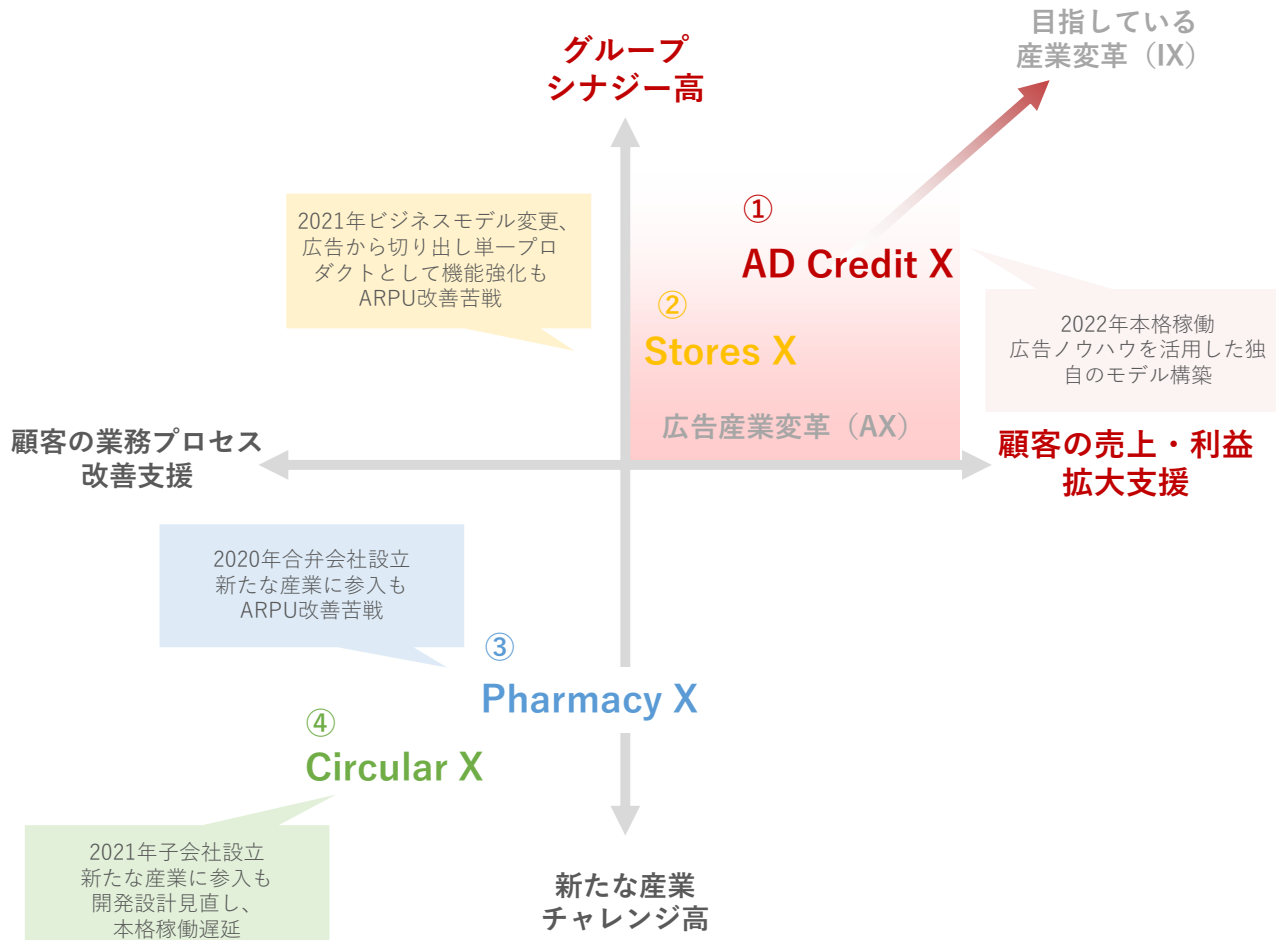 目指している
産業変革（IX）
グループ
シナジー高
①
AD Credit X
2021年ビジネスモデル変更、
広告から切り出し単一プロ
ダクトとして機能強化も
ARPU改善苦戦
②
Stores X
2022年本格稼働
広告ノウハウを活用した独
自のモデル構築
広告産業変革（AX）
顧客の業務プロセス
改善支援
顧客の売上・利益
拡大支援
2020年合弁会社設立
新たな産業に参入も
ARPU改善苦戦
③
Pharmacy X
④
Circular X
2021年子会社設立
新たな産業に参入も
開発設計見直し、
本格稼働遅延
新たな産業
チャレンジ高